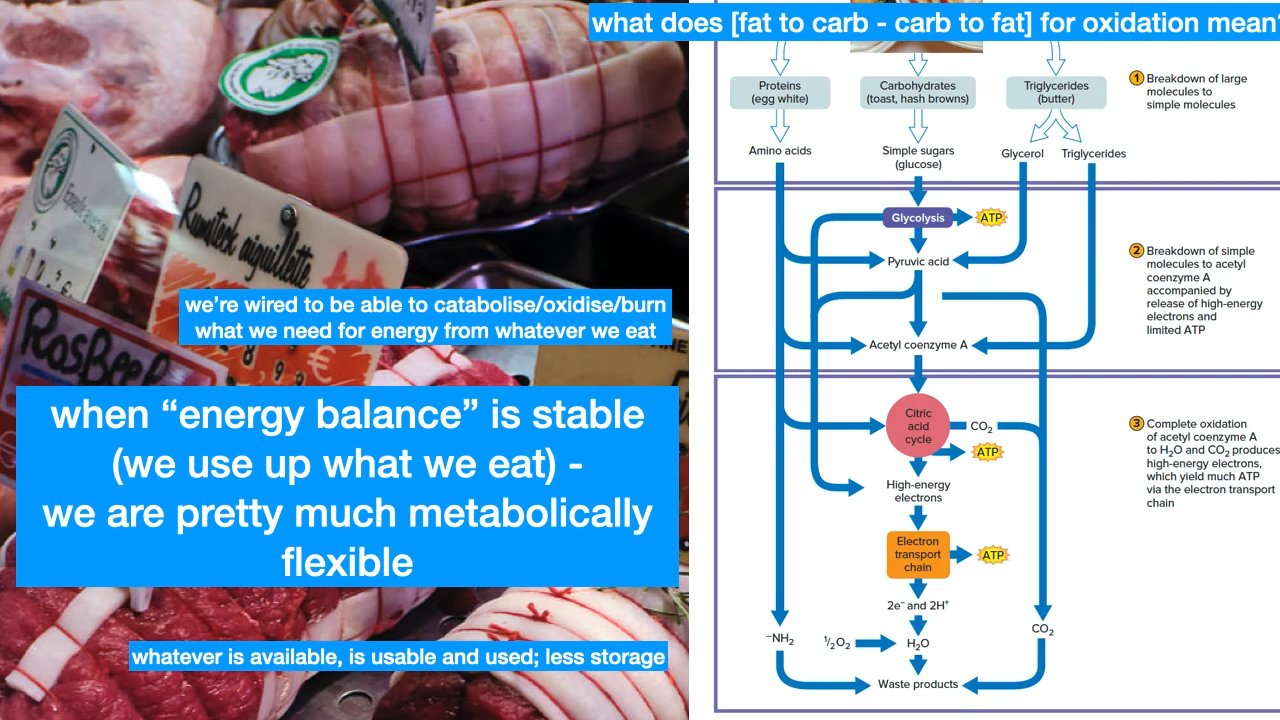 what does [fat to carb - carb to fat] for oxidation mean
Rumsteck aiguillette
RosBeef
8 9 9 €
we’re wired to be able to catabolise/oxidise/burn
what we need for energy from whatever we eat
when “energy balance” is stable
(we use up what we eat) -
we are pretty much metabolically
flexible
whatever is available, is usable and used; less storage
Proteins
(egg white)
Carbohydrates
(toast, hash browns)
Triglycerides
(butter)
1 Breakdown of large
molecules to
simple molecules
Amino acids
Simple sugars
(glucose)
Glycerol
Triglycerides
Glycolysis
ATP
Pyruvic acid
Acetyl coenzyme A
2 Breakdown of simple
molecules to acetyl
coenzyme A
accompanied by
release of high-energy
electrons and
limited ATP
Citric
acid
cycle
CO₂
ATP
High-energy
electrons
Electron
transport
chain
ATP
2e⁻ and 2H⁺
⁻NH₂
½O₂
H₂O
CO₂
Waste products
3 Complete oxidation
of acetyl coenzyme A
to H₂O and CO₂ produces
high-energy electrons,
which yield much ATP
via the electron transport
chain